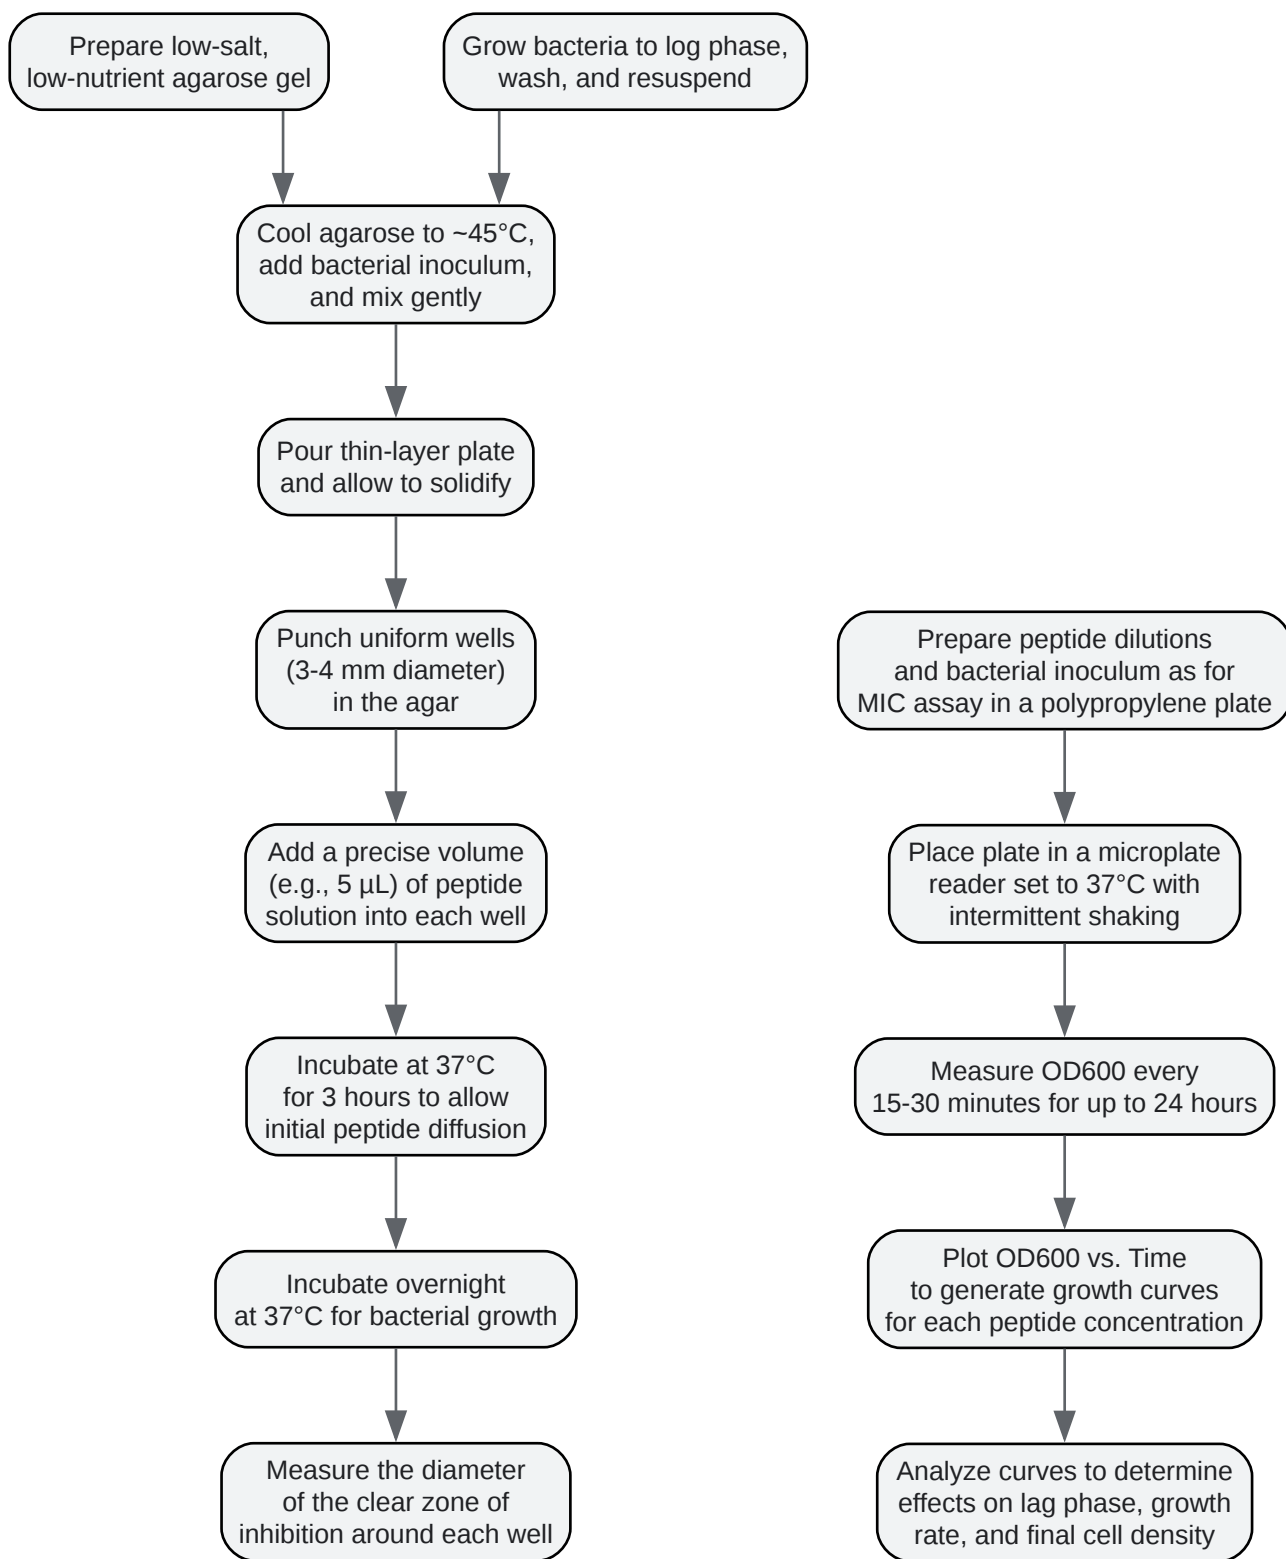 Prepare low-salt,
low-nutrient agarose gel
Grow bacteria to log phase,
wash, and resuspend
Cool agarose to ~45°C,
add bacterial inoculum,
and mix gently
Pour thin-layer plate
and allow to solidify
Punch uniform wells
(3-4 mm diameter)
in the agar
Add a precise volume
(e.g., 5 µL) of peptide
solution into each well
Incubate at 37°C
for 3 hours to allow
initial peptide diffusion
Incubate overnight
at 37°C for bacterial growth
Measure the diameter
of the clear zone of
inhibition around each well
Prepare peptide dilutions
and bacterial inoculum as for
MIC assay in a polypropylene plate
Place plate in a microplate
reader set to 37°C with
intermittent shaking
Measure OD600 every
15-30 minutes for up to 24 hours
Plot OD600 vs. Time
to generate growth curves
for each peptide concentration
Analyze curves to determine
effects on lag phase, growth
rate, and final cell density